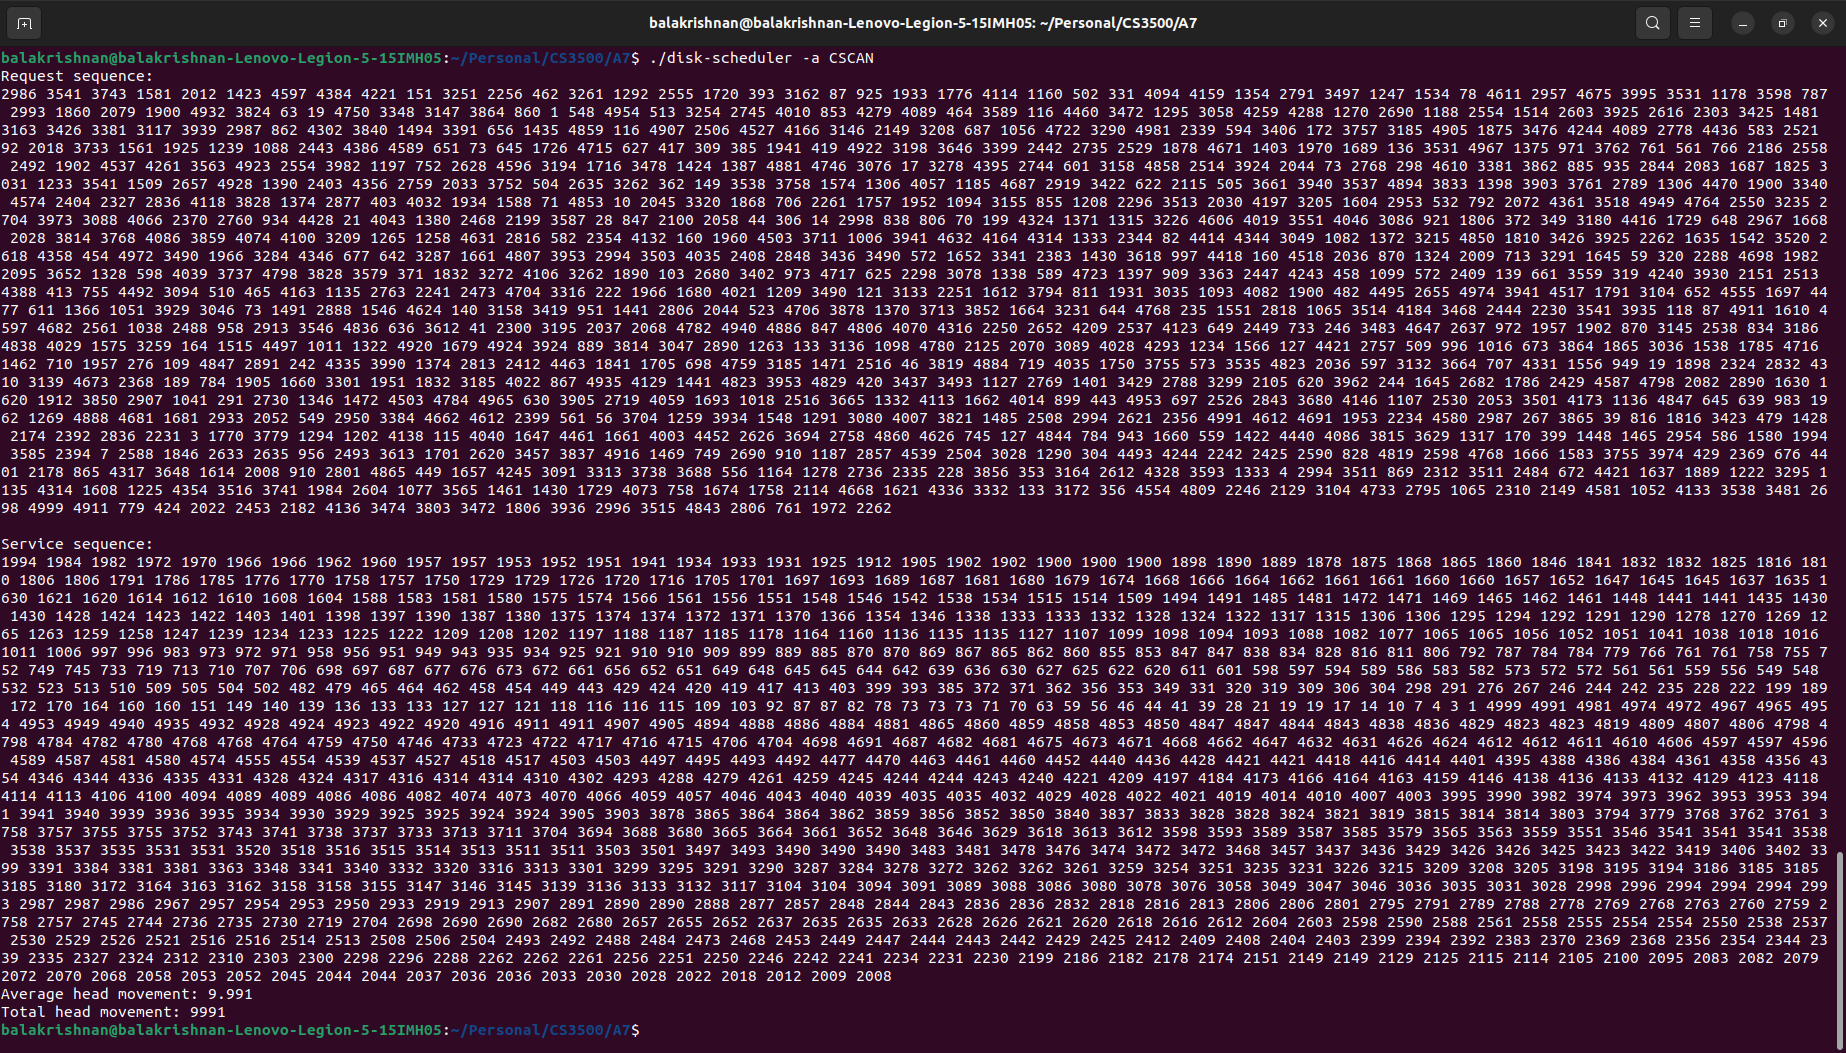 balakrishnan@balakrishnan-Lenovo-Legion-5-15IMH05: ~/Personal/CS3500/A7
balakrishnan@balakrishnan-Lenovo-Legion-5-15IMH05:~/Personal/CS3500/A7$ ./disk-scheduler -a CSCAN
Request sequence:
2986 3541 3743 1581 2012 1423 4597 4384 4221 151 3251 2256 462 3261 1292 2555 1720 393 3162 87 925 1933 1776 4114 1160 502 331 4094 4159 1354 2791 3497 1247 1534 78 4611 2957 4675 3995 3531 1178 3598 787
2993 1860 2079 1900 4932 3824 63 19 4750 3348 3147 3864 860 1 548 4954 513 3254 2745 4010 853 4279 4089 464 3589 116 4460 3472 1295 3058 4259 4288 1270 2690 1188 2554 1514 2603 3925 2616 2303 3425 1481
3163 3426 3381 3117 3939 2987 862 4302 3840 1494 3391 656 1435 4859 116 4907 2506 4527 4166 3146 2149 3208 687 1056 4722 3290 4981 2339 594 3406 172 3757 3185 4905 1875 3476 4244 4089 2778 4436 583 2521
92 2018 3733 1561 1925 1239 1088 2443 4386 4589 651 73 645 1726 4715 627 417 309 385 1941 419 4922 3198 3646 3399 2442 2735 2529 1878 4671 1403 1970 1689 136 3531 4967 1375 971 3762 761 561 766 2186 2558
2492 1902 4537 4261 3563 4923 2554 3982 1197 752 2628 4596 3194 1716 3478 1424 1387 4881 4746 3076 17 3278 4395 2744 601 3158 4858 2514 3924 2044 73 2768 298 4610 3381 3862 885 935 2844 2083 1687 1825 3
031 1233 3541 1509 2657 4928 1390 2403 4356 2759 2033 3752 504 2635 3262 362 149 3538 3758 1574 1306 4057 1185 4687 2919 3422 622 2115 505 3661 3940 3537 4894 3833 1398 3903 3761 2789 1306 4470 1900 3340
4574 2404 2327 2836 4118 3828 1374 2877 403 4032 1934 1588 71 4853 10 2045 3320 1868 706 2261 1757 1952 1094 3155 855 1208 2296 3513 2030 4197 3205 1604 2953 532 792 2072 4361 3518 4949 4764 2550 3235 2
704 3973 3088 4066 2370 2760 934 4428 21 4043 1380 2468 2199 3587 28 847 2100 2058 44 306 14 2998 838 806 70 199 4324 1371 1315 3226 4606 4019 3551 4046 3086 921 1806 372 349 3180 4416 1729 648 2967 1668
2028 3814 3768 4086 3859 4074 4100 3209 1265 1258 4631 2816 582 2354 4132 160 1960 4503 3711 1006 3941 4632 4164 4314 1333 2344 82 4414 4344 3049 1082 1372 3215 4850 1810 3426 3925 2262 1635 1542 3520 2
618 4358 454 4972 3490 1966 3284 4346 677 642 3287 1661 4807 3953 2994 3503 4035 2408 2848 3436 3490 572 1652 3341 2383 1430 3618 997 4418 160 4518 2036 870 1324 2009 713 3291 1645 59 320 2288 4698 1982
2095 3652 1328 598 4039 3737 4798 3828 3579 371 1832 3272 4106 3262 1890 103 2680 3402 973 4717 625 2298 3078 1338 589 4723 1397 909 3363 2447 4243 458 1099 572 2409 139 661 3559 319 4240 3930 2151 2513
4388 413 755 4492 3094 510 465 4163 1135 2763 2241 2473 4704 3316 222 1966 1680 4021 1209 3490 121 3133 2251 1612 3794 811 1931 3035 1093 4082 1900 482 4495 2655 4974 3941 4517 1791 3104 652 4555 1697 44
77 611 1366 1051 3929 3046 73 1491 2888 1546 4624 140 3158 3419 951 1441 2806 2044 523 4706 3878 1370 3713 3852 1664 3231 644 4768 235 1551 2818 1065 3514 4184 3468 2444 2230 3541 3935 118 87 4911 1610 4
597 4682 2561 1038 2488 958 2913 3546 4836 636 3612 41 2300 3195 2037 2068 4782 4940 4886 847 4806 4070 4316 2250 2652 4209 2537 4123 649 2449 733 246 3483 4647 2637 972 1957 1902 870 3145 2538 834 3186
4838 4029 1575 3259 164 1515 4497 1011 1322 4920 1679 4924 3924 889 3814 3047 2890 1263 133 3136 1098 4780 2125 2070 3089 4028 4293 1234 1566 127 4421 2757 509 996 1016 673 3864 1865 3036 1538 1785 4716
1462 710 1957 276 109 4847 2891 242 4335 3990 1374 2813 2412 4463 1841 1705 698 4759 3185 1471 2516 46 3819 4884 719 4035 1750 3755 573 3535 4823 2036 597 3132 3664 707 4331 1556 949 19 1898 2324 2832 43
10 3139 4673 2368 189 784 1905 1660 3301 1951 1832 3185 4022 867 4935 4129 1441 4823 3953 4829 420 3437 3493 1127 2769 1401 3429 2788 3299 2105 620 3962 244 1645 2682 1786 2429 4587 4798 2082 2890 1630 1
620 1912 3850 2907 1041 291 2730 1346 1472 4503 4784 4965 630 3905 2719 4059 1693 1018 2516 3665 1332 4113 1662 4014 899 443 4953 697 2526 2843 3680 4146 1107 2530 2053 3501 4173 1136 4847 645 639 983 19
62 1269 4888 4681 1681 2933 2052 549 2950 3384 4662 4612 2399 561 56 3704 1259 3934 1548 1291 3080 4007 3821 1485 2508 2994 2621 2356 4991 4612 4691 1953 2234 4580 2987 267 3865 39 816 1816 3423 479 1428
2174 2392 2836 2231 3 1770 3779 1294 1202 4138 115 4040 1647 4461 1661 4003 4452 2626 3694 2758 4860 4626 745 127 4844 784 943 1660 559 1422 4440 4086 3815 3629 1317 170 399 1448 1465 2954 586 1580 1994
3585 2394 7 2588 1846 2633 2635 956 2493 3613 1701 2620 3457 3837 4916 1469 749 2690 910 1187 2857 4539 2504 3028 1290 304 4493 4244 2242 2425 2590 828 4819 2598 4768 1666 1583 3755 3974 429 2369 676 44
01 2178 865 4317 3648 1614 2008 910 2801 4865 449 1657 4245 3091 3313 3738 3688 556 1164 1278 2736 2335 228 3856 353 3164 2612 4328 3593 1333 4 2994 3511 869 2312 3511 2484 672 4421 1637 1889 1222 3295 1
135 4314 1608 1225 4354 3516 3741 1984 2604 1077 3565 1461 1430 1729 4073 758 1674 1758 2114 4668 1621 4336 3332 133 3172 356 4554 4809 2246 2129 3104 4733 2795 1065 2310 2149 4581 1052 4133 3538 3481 26
98 4999 4911 779 424 2022 2453 2182 4136 3474 3803 3472 1806 3936 2996 3515 4843 2806 761 1972 2262
Service sequence:
1994 1984 1982 1972 1970 1966 1966 1962 1960 1957 1957 1953 1952 1951 1941 1934 1933 1931 1925 1912 1905 1902 1902 1900 1900 1900 1898 1890 1889 1878 1875 1868 1865 1860 1846 1841 1832 1832 1825 1816 181
0 1806 1806 1791 1786 1785 1776 1770 1758 1757 1750 1729 1729 1726 1720 1716 1705 1701 1697 1693 1689 1687 1681 1680 1679 1674 1668 1666 1664 1662 1661 1661 1660 1660 1657 1652 1647 1645 1645 1637 1635 1
630 1621 1620 1614 1612 1610 1608 1604 1588 1583 1581 1580 1575 1574 1566 1561 1556 1551 1548 1546 1542 1538 1534 1515 1514 1509 1494 1491 1485 1481 1472 1471 1469 1465 1462 1461 1448 1441 1441 1435 1430
1430 1428 1424 1423 1422 1403 1401 1398 1397 1390 1387 1380 1375 1374 1374 1372 1371 1370 1366 1354 1346 1338 1333 1333 1332 1328 1324 1322 1317 1315 1306 1306 1295 1294 1292 1291 1290 1278 1270 1269 12
65 1263 1259 1258 1247 1239 1234 1233 1225 1222 1209 1208 1202 1197 1188 1187 1185 1178 1164 1160 1136 1135 1135 1127 1107 1099 1098 1094 1093 1088 1082 1077 1065 1065 1056 1052 1051 1041 1038 1018 1016
1011 1006 997 996 983 973 972 971 958 956 951 949 943 935 934 925 921 910 910 909 899 889 885 870 870 869 867 865 862 860 855 853 847 847 838 834 828 816 811 806 792 787 784 784 779 766 761 761 758 755 7
52 749 745 733 719 713 710 707 706 698 697 687 677 676 673 672 661 656 652 651 649 648 645 645 644 642 639 636 630 627 625 622 620 611 601 598 597 594 589 586 583 582 573 572 572 561 561 559 556 549 548
532 523 513 510 509 505 504 502 482 479 465 464 462 458 454 449 443 429 424 420 419 417 413 403 399 393 385 372 371 362 356 353 349 331 320 319 309 306 304 298 291 276 267 246 244 242 235 228 222 199 189
172 170 164 160 160 151 149 140 139 136 133 133 127 127 121 118 116 116 115 109 103 92 87 87 82 78 73 73 73 71 70 63 59 56 46 44 41 39 28 21 19 19 17 14 10 7 4 3 1 4999 4991 4981 4974 4972 4967 4965 495
4 4953 4949 4940 4935 4932 4928 4924 4923 4922 4920 4916 4911 4911 4907 4905 4894 4888 4886 4884 4881 4865 4860 4859 4858 4853 4850 4847 4847 4844 4843 4838 4836 4829 4823 4823 4819 4809 4807 4806 4798 4
798 4784 4782 4780 4768 4768 4764 4759 4750 4746 4733 4723 4722 4717 4716 4715 4706 4704 4698 4691 4687 4682 4681 4675 4673 4671 4668 4662 4647 4632 4631 4626 4624 4612 4612 4611 4610 4606 4597 4597 4596
4589 4587 4581 4580 4574 4555 4554 4539 4537 4527 4518 4517 4503 4503 4497 4495 4493 4492 4477 4470 4463 4461 4460 4452 4440 4436 4428 4421 4421 4418 4416 4414 4401 4395 4388 4386 4384 4361 4358 4356 43
54 4346 4344 4336 4335 4331 4328 4324 4317 4316 4314 4314 4310 4302 4293 4288 4279 4261 4259 4245 4244 4244 4243 4240 4221 4209 4197 4184 4173 4166 4164 4163 4159 4146 4138 4136 4133 4132 4129 4123 4118
4114 4113 4106 4100 4094 4089 4089 4086 4086 4082 4074 4073 4070 4066 4059 4057 4046 4043 4040 4039 4035 4035 4032 4029 4028 4022 4021 4019 4014 4010 4007 4003 3995 3990 3982 3974 3973 3962 3953 3953 394
1 3941 3940 3939 3936 3935 3934 3930 3929 3925 3925 3924 3924 3905 3903 3878 3865 3864 3864 3862 3859 3856 3852 3850 3840 3837 3833 3828 3828 3824 3821 3819 3815 3814 3814 3803 3794 3779 3768 3762 3761 3
758 3757 3755 3755 3752 3743 3741 3738 3737 3733 3713 3711 3704 3694 3688 3680 3665 3664 3661 3652 3648 3646 3629 3618 3613 3612 3598 3593 3589 3587 3585 3579 3565 3563 3559 3551 3546 3541 3541 3541 3538
3538 3537 3535 3531 3531 3520 3518 3516 3515 3514 3513 3511 3511 3503 3501 3497 3493 3490 3490 3490 3483 3481 3478 3476 3474 3472 3472 3468 3457 3437 3436 3429 3426 3426 3425 3423 3422 3419 3406 3402 33
99 3391 3384 3381 3381 3363 3348 3341 3340 3332 3320 3316 3313 3301 3299 3295 3291 3290 3287 3284 3278 3272 3262 3262 3261 3259 3254 3251 3235 3231 3226 3215 3209 3208 3205 3198 3195 3194 3186 3185 3185
3185 3180 3172 3164 3163 3162 3158 3158 3155 3147 3146 3145 3139 3136 3133 3132 3117 3104 3104 3094 3091 3089 3088 3086 3080 3078 3076 3058 3049 3047 3046 3036 3035 3031 3028 2998 2996 2994 2994 2994 299
3 2987 2987 2986 2967 2957 2954 2953 2950 2933 2919 2913 2907 2891 2890 2890 2888 2877 2857 2848 2844 2843 2836 2836 2832 2818 2816 2813 2806 2806 2801 2795 2791 2789 2788 2778 2769 2768 2763 2760 2759 2
758 2757 2745 2744 2736 2735 2730 2719 2704 2698 2690 2690 2682 2680 2657 2655 2652 2637 2635 2635 2633 2628 2626 2621 2620 2618 2616 2612 2604 2603 2598 2590 2588 2561 2558 2555 2554 2554 2550 2538 2537
2530 2529 2526 2521 2516 2516 2514 2513 2508 2506 2504 2493 2492 2488 2484 2473 2468 2453 2449 2447 2444 2443 2442 2429 2425 2412 2409 2408 2404 2403 2399 2394 2392 2383 2370 2369 2368 2356 2354 2344 23
39 2335 2327 2324 2312 2310 2303 2300 2298 2296 2288 2262 2262 2261 2256 2251 2250 2246 2242 2241 2234 2231 2230 2199 2186 2182 2178 2174 2151 2149 2149 2129 2125 2115 2114 2105 2100 2095 2083 2082 2079
2072 2070 2068 2058 2053 2052 2045 2044 2044 2037 2036 2036 2033 2030 2028 2022 2018 2012 2009 2008
Average head movement: 9.991
Total head movement: 9991
balakrishnan@balakrishnan-Lenovo-Legion-5-15IMH05:~/Personal/CS3500/A7$